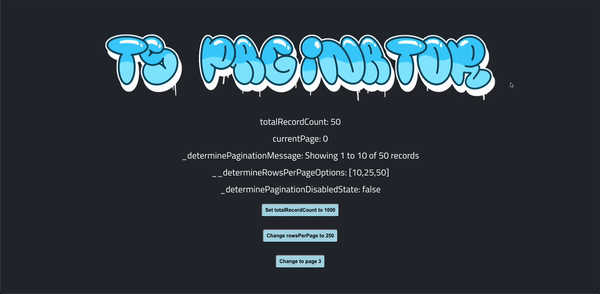 TS PAGINATOR
totalRecordCount: 50
currentPage: 0
_determinePaginationMessage: Showing 1 to 10 of 50 records
__determineRowsPerPageOptions: [10,25,50]
_determinePaginationDisabledState: false
Set totalRecordCount to 1000
Change rowsPerPage to 250
Change to page 3